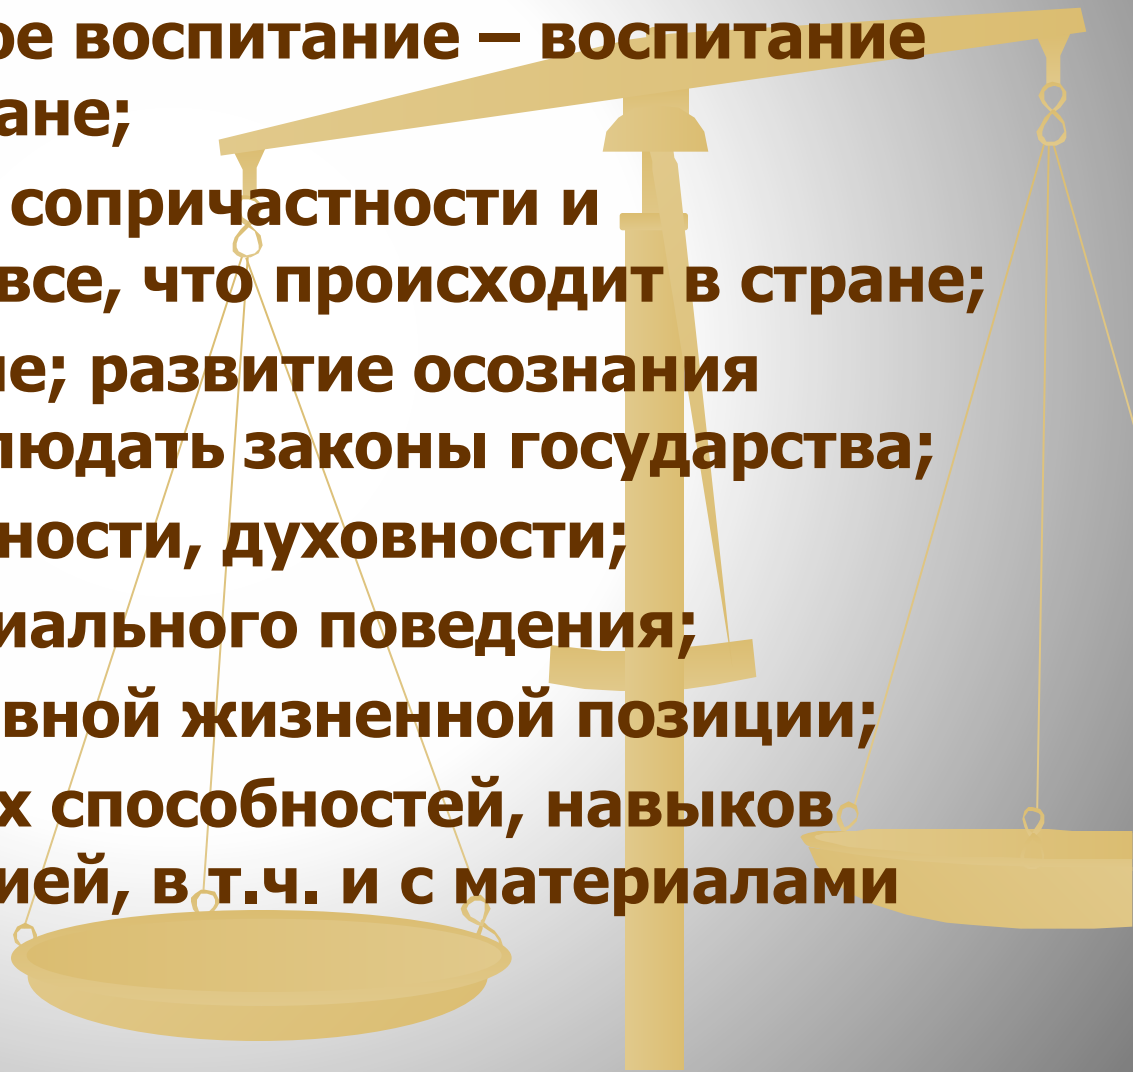 ое воспитание – воспитание
ане;
сопричастности и
все, что происходит в стране;
ие; развитие осознания
людать законы государства;
ности, духовности;
иального поведения;
вной жизненной позиции;
х способностей, навыков
ией, в т.ч. и с материалами